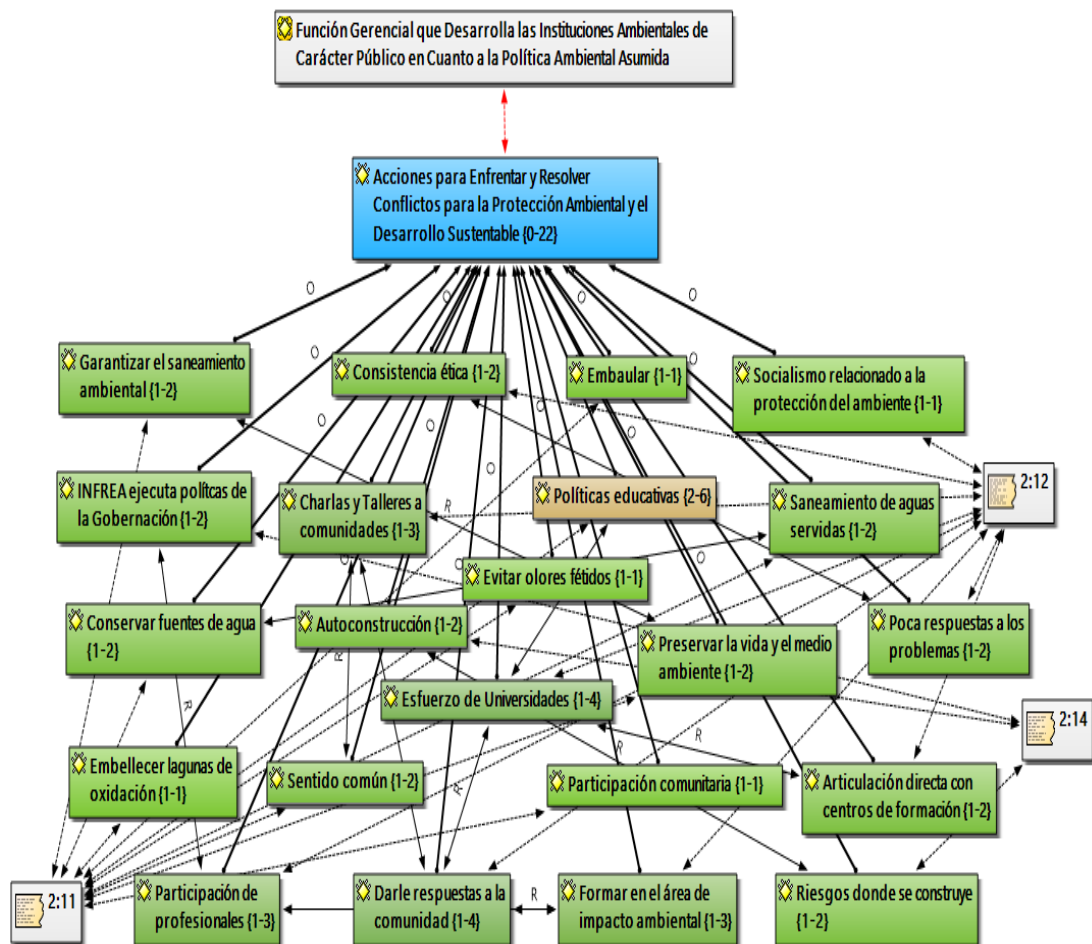 Función Gerencial que Desarrolla las Instituciones Ambientales de
Carácter Público en Cuanto a la Política Ambiental Asumida
Acciones para Enfrentar y Resolver
Conflictos para la Protección Ambiental y el
Desarrollo Sustentable {0-22}
O
O
O
O
O
O
O
O
O
O
O
O
O
O
Garantizar el saneamiento
ambiental {1-2}
Consistencia ética {1-2}
Embaular {1-1}
Socialismo relacionado a la
protección del ambiente {1-1}
INFREA ejecuta polítcas de
la Gobernación {1-2}
Charlas y Talleres a
comunidades {1-3}
R
Políticas educativas {2-6}
Saneamiento de aguas
servidas {1-2}
2:12
Evitar olores fétidos {1-1}
Conservar fuentes de agua
{1-2}
Autoconstrucción {1-2}
Preservar la vida y el medio
ambiente {1-2}
Poca respuestas a los
problemas {1-2}
R
R
Esfuerzo de Universidades {1-4}
2:14
R
R
Embellecer lagunas de
oxidación {1-1}
Sentido común {1-2}
R
Participación comunitaria {1-1}
Articulación directa con
centros de formación {1-2}
2:11
Participación de
profesionales {1-3}
Darle respuestas a la
comunidad {1-4}
R
Formar en el área de
impacto ambiental {1-3}
Riesgos donde se construye
{1-2}